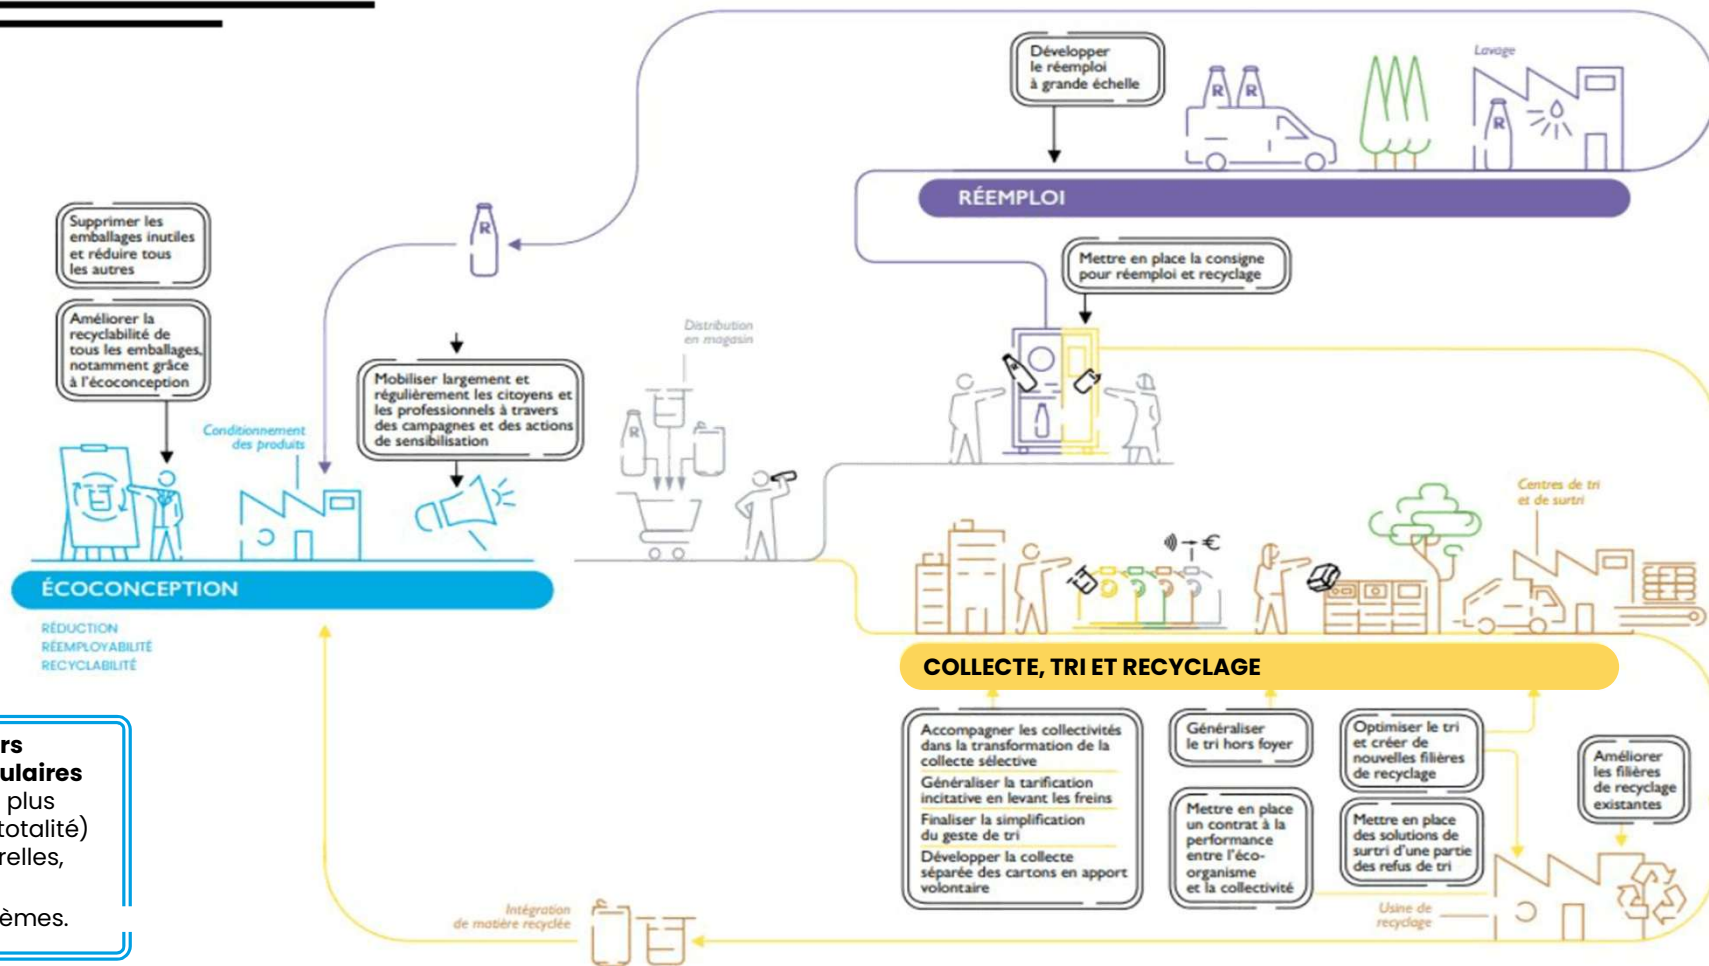 Développer
le réemploi
à grande échelle
Lavage
R R
R
RÉEMPLOI
Supprimer les
emballages inutiles
et réduire tous
les autres
R
Mettre en place la consigne
pour réemploi et recyclage
Améliorer la
recyclabilité de
tous les emballages,
notamment grâce
à l'écoconception
Distribution
en magasin
Mobiliser largement et
régulièrement les citoyens et
les professionnels à travers
des campagnes et des actions
de sensibilisation
R
R
Conditionnement
des produits
Centres de tri
et de surtri
€
ÉCOCONCEPTION
RÉDUCTION
RÉEMPLOYABILITÉ
RECYCLABILITÉ
COLLECTE, TRI ET RECYCLAGE
Accompagner les collectivités
dans la transformation de la
collecte sélective
Généraliser la tarification
incitative en levant les freins
Finaliser la simplification
du geste de tri
Développer la collecte
séparée des cartons en apport
volontaire
Généraliser
le tri hors foyer
Mettre en place
un contrat à la
performance
entre l'éco-
organisme
et la collectivité
Optimiser le tri
et créer de
nouvelles filières
de recyclage
Mettre en place
des solutions de
surtri d'une partie
des refus de tri
Améliorer
les filières
de recyclage
existantes
Usine de
recyclage
Intégration
de matière recyclée
rs
ulaires
plus
totalité)
relles,
èmes.